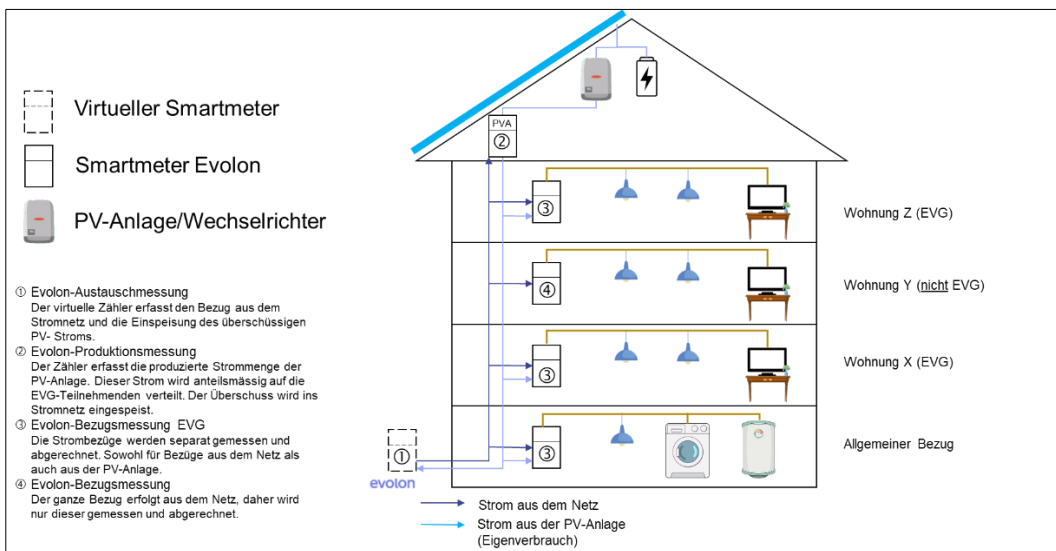 Virtueller Smartmeter
Smartmeter Evolon
PV-Anlage/Wechselrichter
① Evolon-Austauschmessung
Der virtuelle Zähler erfasst den Bezug aus dem
Stromnetz und die Einspeisung des überschüssigen
PV- Stroms.
② Evolon-Produktionsmessung
Der Zähler erfasst die produzierte Strommenge der
PV-Anlage. Dieser Strom wird anteilsmässig auf die
EVG-Teilnehmenden verteilt. Der Überschuss wird ins
Stromnetz eingespeist.
③ Evolon-Bezugsmessung EVG
Die Strombezüge werden separat gemessen und
abgerechnet. Sowohl für Bezüge aus dem Netz als
auch aus der PV-Anlage.
④ Evolon-Bezugsmessung
Der ganze Bezug erfolgt aus dem Netz, daher wird
nur dieser gemessen und abgerechnet.
PVA
②
③
Wohnung Z (EVG)
④
Wohnung Y (nicht EVG)
③
Wohnung X (EVG)
③
Allgemeiner Bezug
①
evolon
Strom aus dem Netz
Strom aus der PV-Anlage
(Eigenverbrauch)